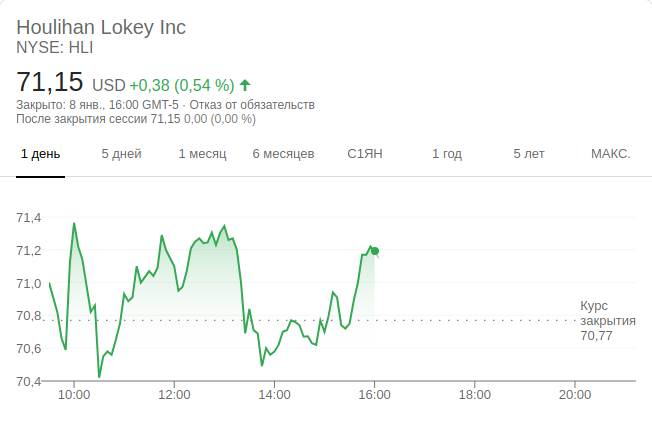 Houlihan Lokey Inc
NYSE: HLI
71,15 USD +0,38 (0,54 %)
Закрыто: 8 янв., 16:00 GMT-5 · Отказ от обязательств
После закрытия сессии 71,15 0,00 (0,00 %)
1 день 5 дней 1 месяц 6 месяцев С1ЯН 1 год 5 лет МАКС.
71,4
71,2
71,0
70,8
70,6
70,4
Курс
закрытия
70,77
10:00 12:00 14:00 16:00 18:00 20:00